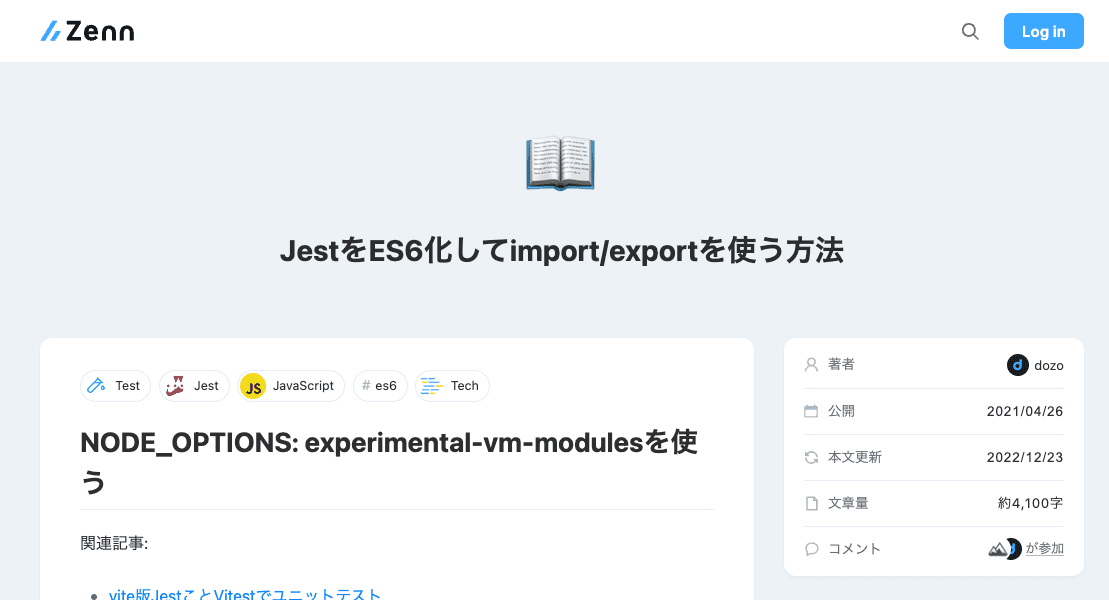 Zenn
Log in
JestをES6化してimport/exportを使う方法
Test
Jest
JS
JavaScript
# es6
Tech
NODE_OPTIONS: experimental-vm-modulesを使
う
関連記事:
vite版JestことVitestでユニットテスト
著者
dozo
公開
2021/04/26
本文更新
2022/12/23
文章量
約4,100字
コメント
が参加